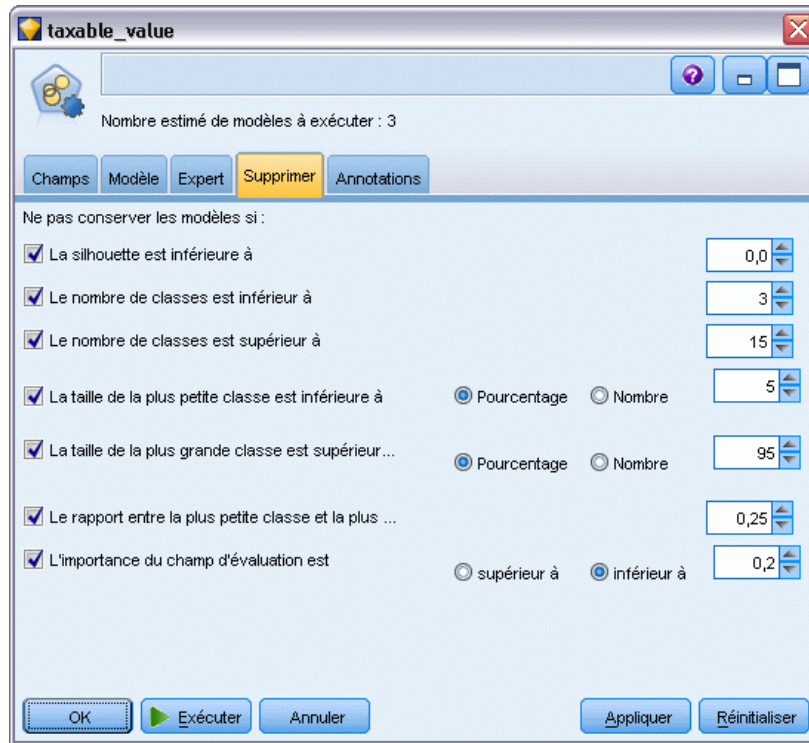 taxable_value
Nombre estimé de modèles à exécuter : 3
Champs Modèle Expert Supprimer Annotations
Ne pas conserver les modèles si :
La silhouette est inférieure à 0,0
Le nombre de classes est inférieur à 3
Le nombre de classes est supérieur à 15
La taille de la plus petite classe est inférieure à Pourcentage Nombre 5
La taille de la plus grande classe est supérieur... Pourcentage Nombre 95
Le rapport entre la plus petite classe et la plus ... 0,25
L'importance du champ d'évaluation est supérieur à inférieur à 0,2
OK Exécuter Annuler Appliquer Réinitialiser